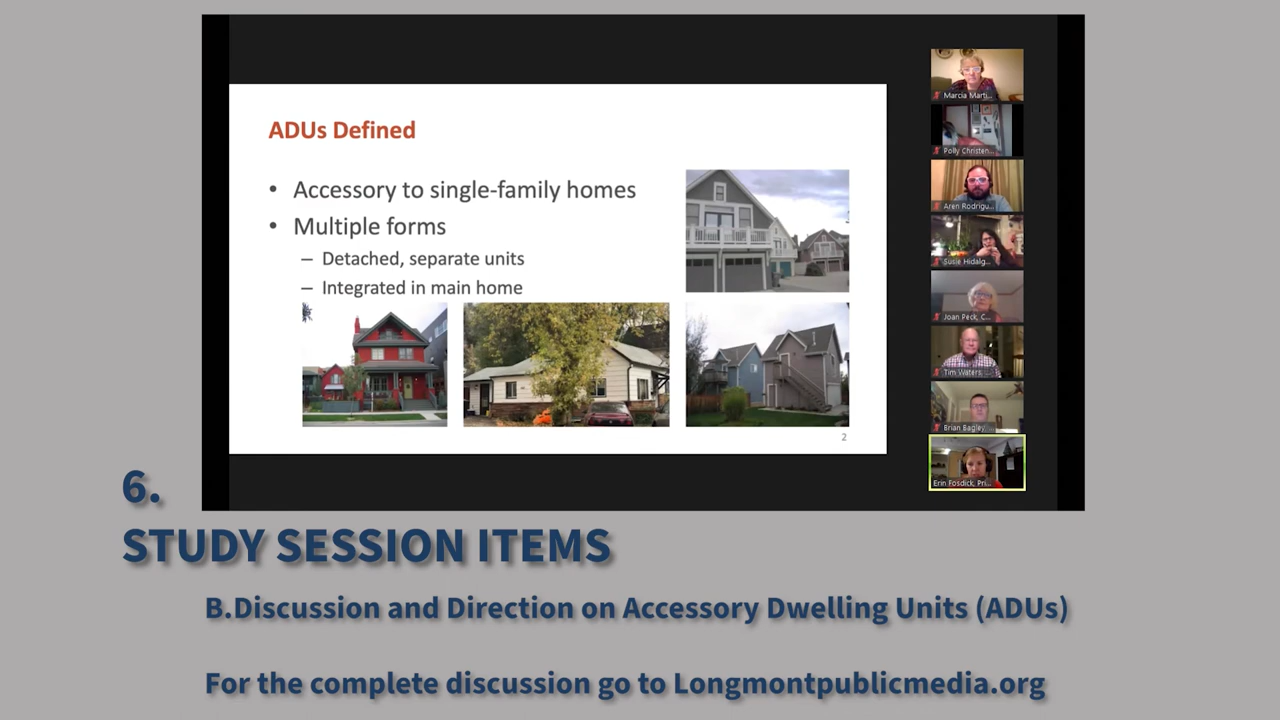 ADUs Defined
• Accessory to single-family homes
• Multiple forms
– Detached, separate units
– Integrated in main home
2
Marcia Marti...
Polly Christen...
Aren Rodrigu...
Susie Hidalg...
Joan Peck, C...
Tim Waters
Brian Bagley
Erin Fosdick, Pri...
6.
STUDY SESSION ITEMS
B.Discussion and Direction on Accessory Dwelling Units (ADUs)
For the complete discussion go to Longmontpublicmedia.org